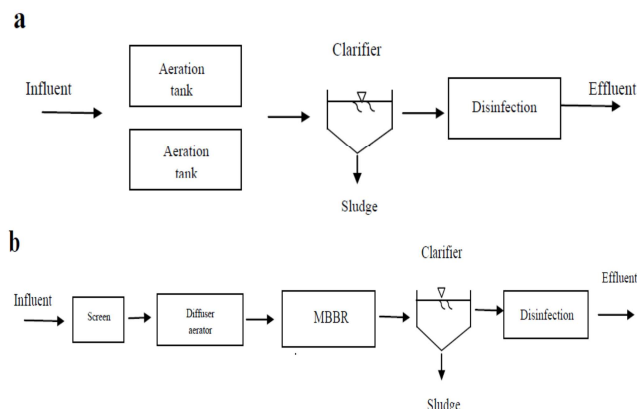 a
Clarifier
Aeration
tank
Influent
Effluent
Disinfection
Aeration
tank
Sludge
b
Clarifier
Effluent
Influent
Screen
Diffuser
aerator
MBBR
Disinfection
Sludge